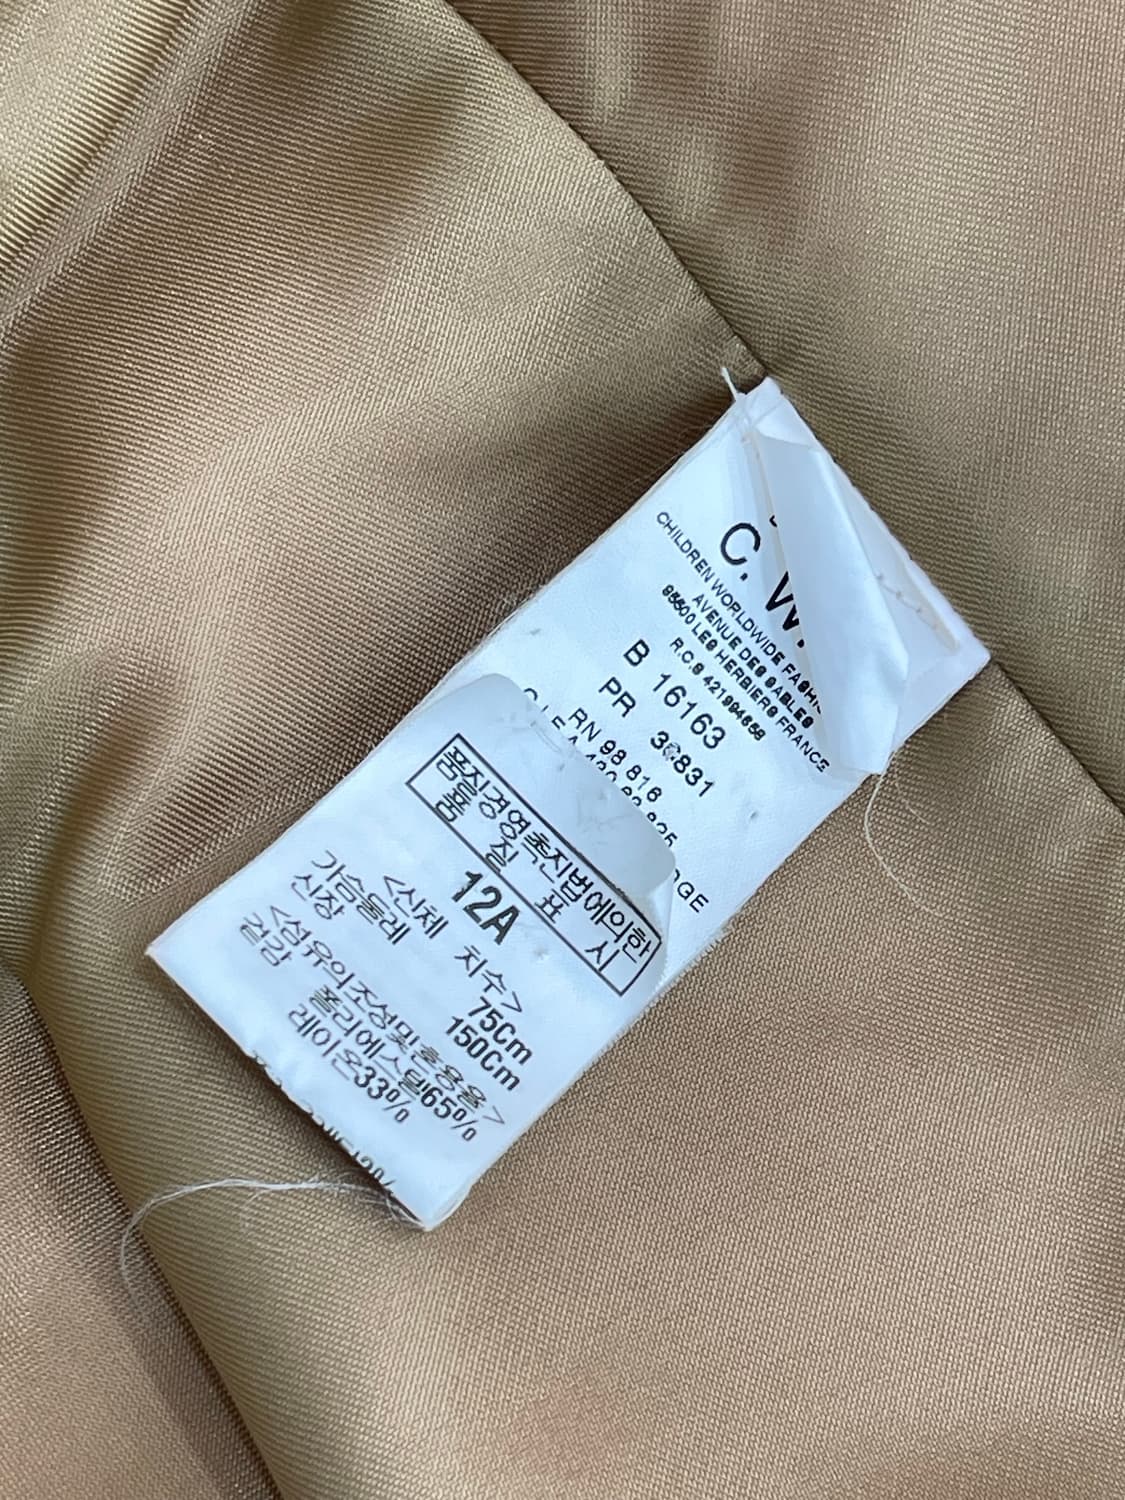 C. W.
CHILDREN WORLDWIDE
AVENUE DES SABLES
85500 LES HERBIERS FRANCE
R.C.S 421994658
B 16163
PR 831
RN 98 816
품질경영촉진법에의한
품 질 표 시
12A
<신체 치수>
가슴둘레 75Cm
신장 150Cm
<섬유의조성및혼용율>
겉감 폴리에스텔65%
레이온33%